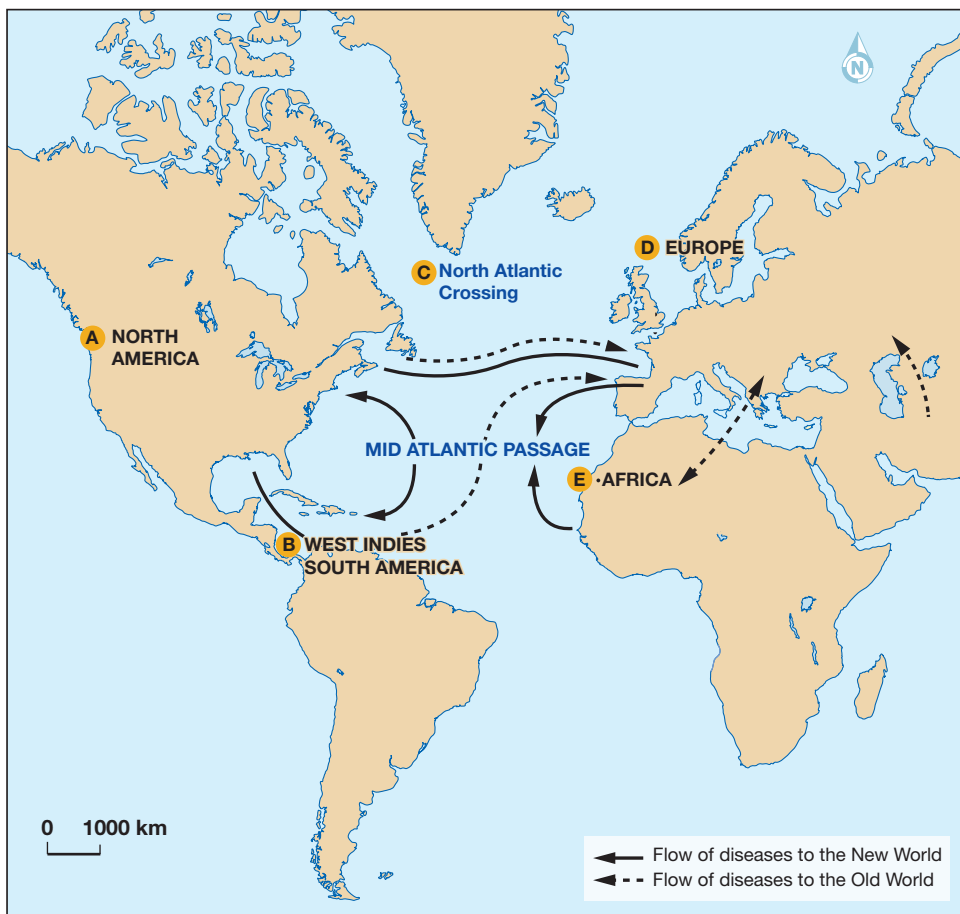 N
D EUROPE
C North Atlantic
Crossing
A NORTH
AMERICA
MID ATLANTIC PASSAGE
E ·AFRICA
B WEST INDIES
SOUTH AMERICA
0 1000 km
Flow of diseases to the New World
Flow of diseases to the Old World